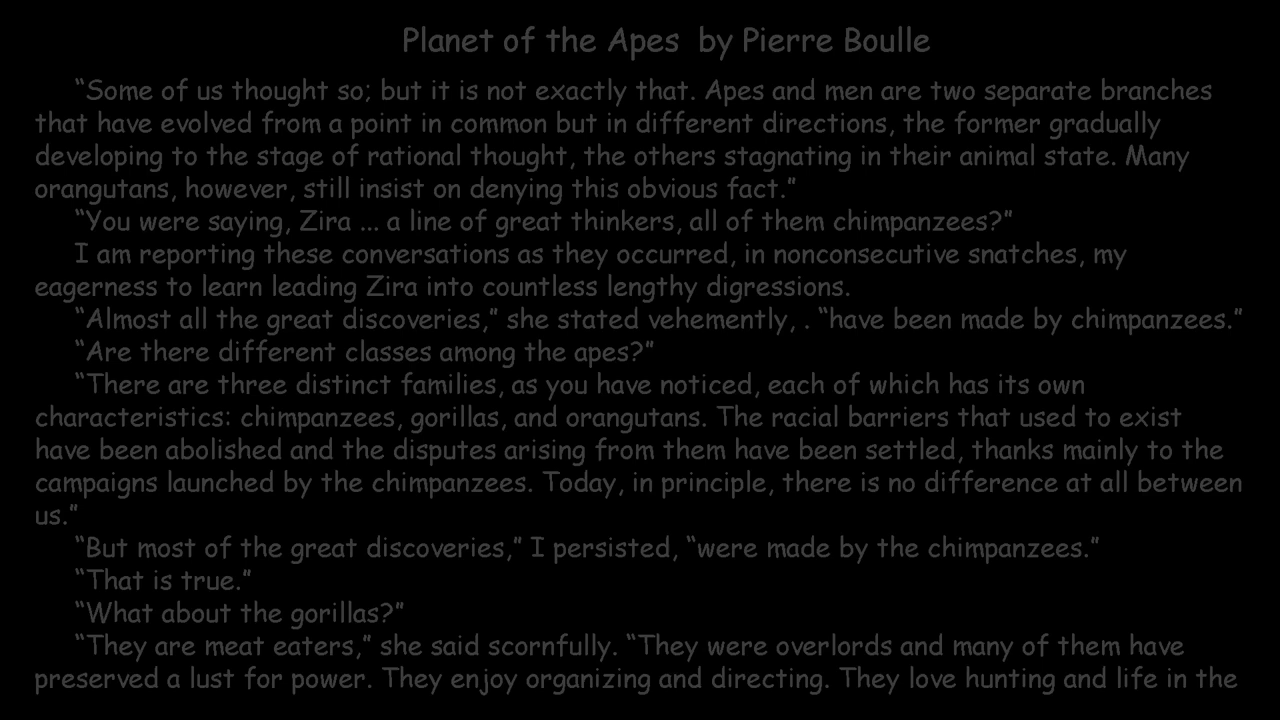 Planet of the Apes  by Pierre Boulle
“Some of us thought so; but it is not exactly that. Apes and men are two separate branches
that have evolved from a point in common but in different directions, the former gradually
developing to the stage of rational thought, the others stagnating in their animal state. Many
orangutans, however, still insist on denying this obvious fact.”
“You were saying, Zira ... a line of great thinkers, all of them chimpanzees?”
I am reporting these conversations as they occurred, in nonconsecutive snatches, my
eagerness to learn leading Zira into countless lengthy digressions.
“Almost all the great discoveries,” she stated vehemently, . “have been made by chimpanzees.”
“Are there different classes among the apes?”
“There are three distinct families, as you have noticed, each of which has its own
characteristics: chimpanzees, gorillas, and orangutans. The racial barriers that used to exist
have been abolished and the disputes arising from them have been settled, thanks mainly to the
campaigns launched by the chimpanzees. Today, in principle, there is no difference at all between
us.”
“But most of the great discoveries,” I persisted, “were made by the chimpanzees.”
“That is true.”
“What about the gorillas?”
“They are meat eaters,” she said scornfully. “They were overlords and many of them have
preserved a lust for power. They enjoy organizing and directing. They love hunting and life in the